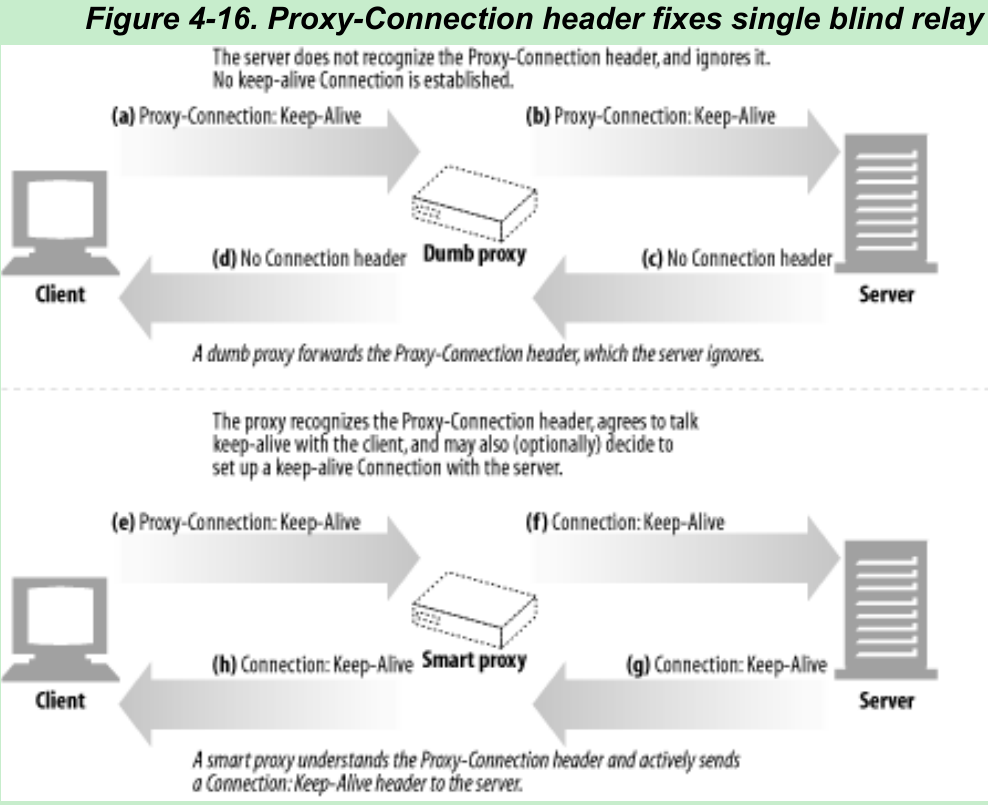 Figure 4-16. Proxy-Connection header fixes single blind relay
The server does not recognize the Proxy-Connection header, and ignores it.
No keep-alive Connection is established.
(a) Proxy-Connection: Keep-Alive
(b) Proxy-Connection: Keep-Alive
(d) No Connection header
Dumb proxy
(c) No Connection header
Client
Server
A dumb proxy forwards the Proxy-Connection header, which the server ignores.
The proxy recognizes the Proxy-Connection header, agrees to talk
keep-alive with the client, and may also (optionally) decide to
set up a keep-alive Connection with the server.
(e) Proxy-Connection: Keep-Alive
(f) Connection: Keep-Alive
(h) Connection: Keep-Alive
Smart proxy
(g) Connection: Keep-Alive
Client
Server
A smart proxy understands the Proxy-Connection header and actively sends
a Connection: Keep-Alive header to the server.